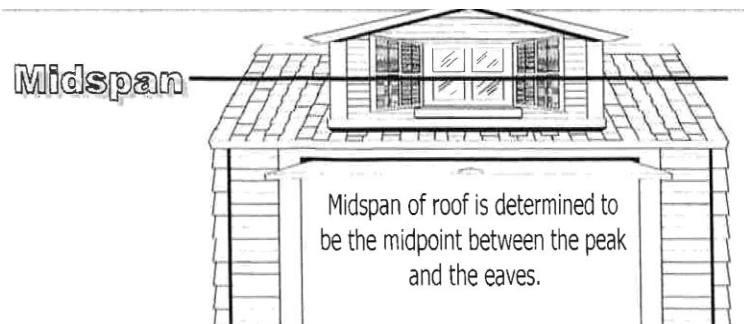 Midspan
Midspan of roof is determined to
be the midpoint between the peak
and the eaves.